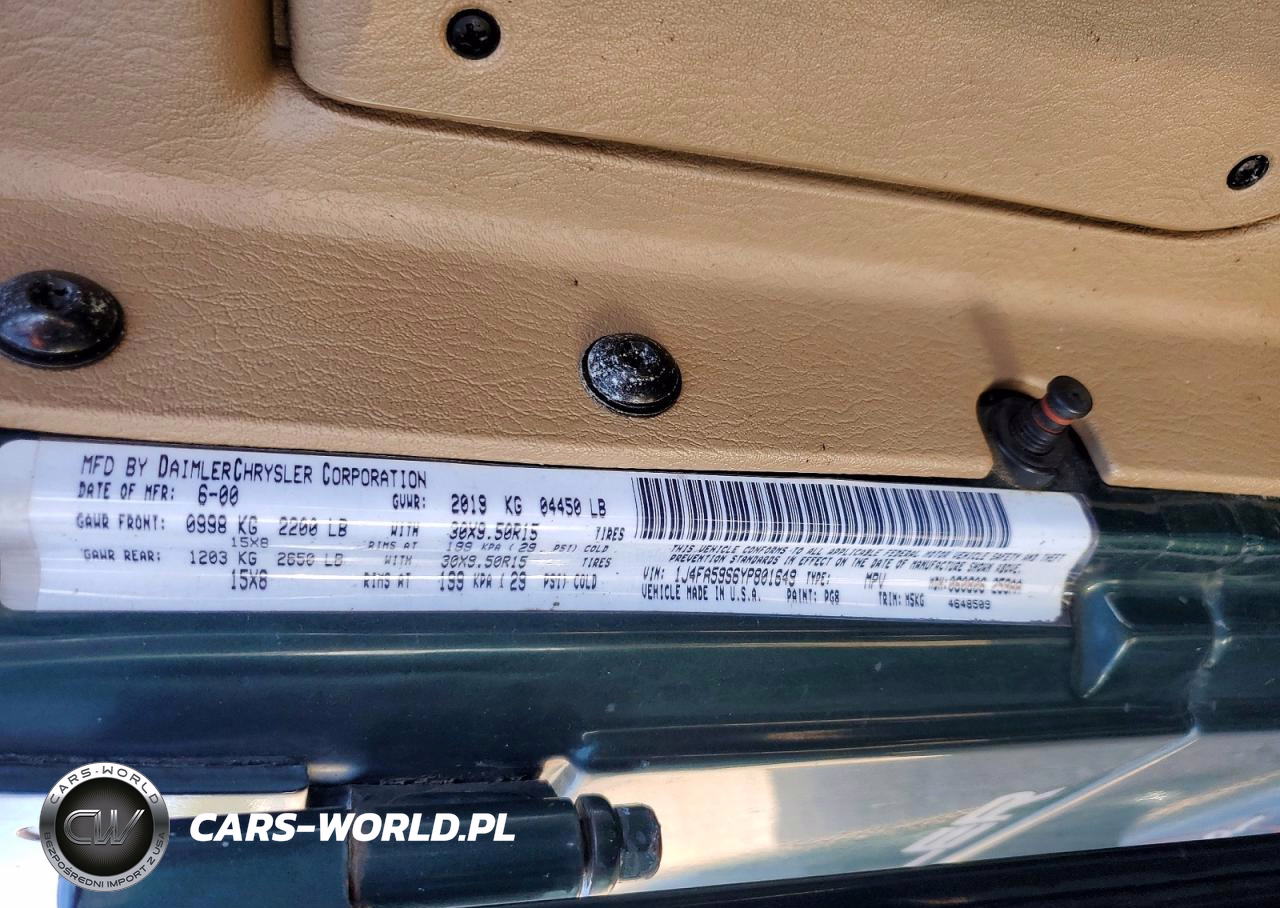 MFD BY DAIMLERCHRYSLER CORPORATION
DATE OF MFR: 6-00 GVWR: 2019 KG 04450 LB
GAWR FRONT: 0998 KG 2200 LB WITH 30X9.50R15 TIRES
15X8 RIMS AT 199 KPA ( 29 PSI) COLD
GAWR REAR: 1203 KG 2650 LB WITH 30X9.50R15 TIRES
15X8 RIMS AT 199 KPA ( 29 PSI) COLD
THIS VEHICLE CONFORMS TO ALL APPLICABLE FEDERAL MOTOR VEHICLE SAFETY AND THEFT
PREVENTION STANDARDS IN EFFECT ON THE DATE OF MANUFACTURE SHOWN ABOVE.
VIN: 1J4FA59S6YP801649 TYPE: MPV
VEHICLE MADE IN U.S.A. PAINT: PG8 TRIM: M5KG 4648509
CARS-WORLD
CW
BEZPOŚREDNI IMPORT Z USA
CARS-WORLD.PL